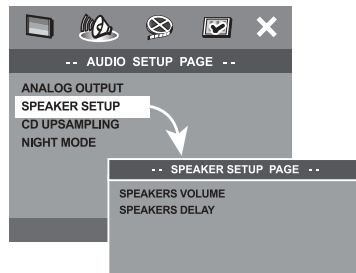 -- AUDIO SETUP PAGE --
ANALOG OUTPUT
SPEAKER SETUP
CD UPSAMPLING
NIGHT MODE
-- SPEAKER SETUP PAGE --
SPEAKERS VOLUME
SPEAKERS DELAY